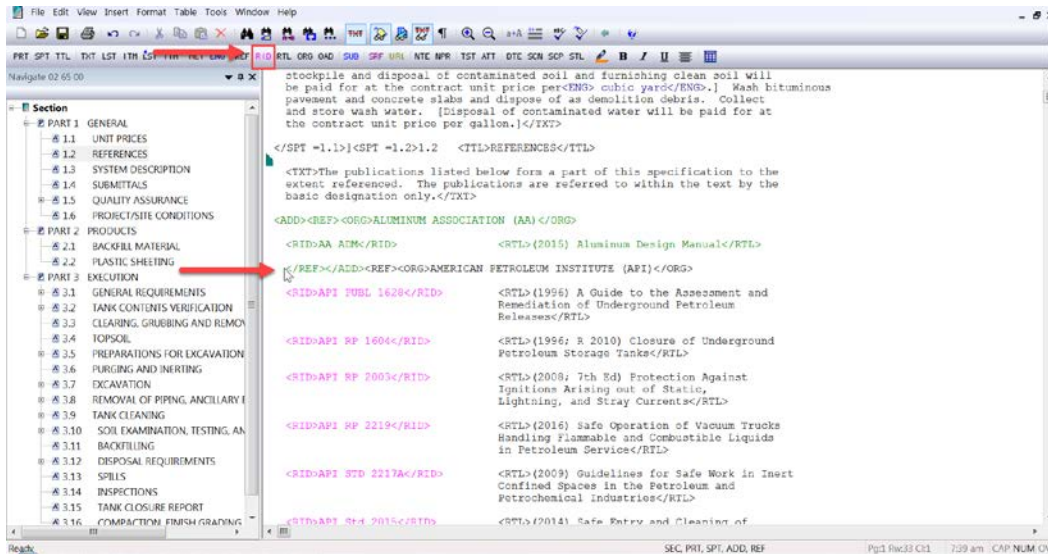 File Edit View Insert Format Table Tools Window Help
PRT SPT TTL TXT LST ITM LST ITM MET ENG REF RID RTL ORG OAD SUB SRF URL NTE NPR TST ATT DTE SCN SCP STL B I U
Navigate 02 65 00
Section
PART 1 GENERAL
1.1 UNIT PRICES
1.2 REFERENCES
1.3 SYSTEM DESCRIPTION
1.4 SUBMITTALS
1.5 QUALITY ASSURANCE
1.6 PROJECT/SITE CONDITIONS
PART 2 PRODUCTS
2.1 BACKFILL MATERIAL
2.2 PLASTIC SHEETING
PART 3 EXECUTION
3.1 GENERAL REQUIREMENTS
3.2 TANK CONTENTS VERIFICATION
3.3 CLEARING, GRUBBING AND REMOV
3.4 TOPSOIL
3.5 PREPARATIONS FOR EXCAVATION
3.6 PURGING AND INERTING
3.7 EXCAVATION
3.8 REMOVAL OF PIPING, ANCILLARY E
3.9 TANK CLEANING
3.10 SOIL EXAMINATION, TESTING, AN
3.11 BACKFILLING
3.12 DISPOSAL REQUIREMENTS
3.13 SPILLS
3.14 INSPECTIONS
3.15 TANK CLOSURE REPORT
3.16 COMPACTION, FINISH GRADING
stockpile and disposal of contaminated soil and furnishing clean soil will
be paid for at the contract unit price per<ENG> cubic yard</ENG>.] Wash bituminous
pavement and concrete slabs and dispose of as demolition debris. Collect
and store wash water. [Disposal of contaminated water will be paid for at
the contract unit price per gallon.]</TXT>
</SPT =1.1>]<SPT =1.2>1.2 <TTL>REFERENCES</TTL>
<TXT>The publications listed below form a part of this specification to the
extent referenced. The publications are referred to within the text by the
basic designation only.</TXT>
<ADD><REF><ORG>ALUMINUM ASSOCIATION (AA)</ORG>
<RID>AA ADM</RID> <RTL>(2015) Aluminum Design Manual</RTL>
</REF></ADD><REF><ORG>AMERICAN PETROLEUM INSTITUTE (API)</ORG>
<RID>API PUBL 1628</RID> <RTL>(1996) A Guide to the Assessment and
Remediation of Underground Petroleum
Releases</RTL>
<RID>API RP 1604</RID> <RTL>(1996; R 2010) Closure of Underground
Petroleum Storage Tanks</RTL>
<RID>API RP 2003</RID> <RTL>(2008; 7th Ed) Protection Against
Ignitions Arising out of Static,
Lightning, and Stray Currents</RTL>
<RID>API RP 2219</RID> <RTL>(2016) Safe Operation of Vacuum Trucks
Handling Flammable and Combustible Liquids
in Petroleum Service</RTL>
<RID>API STD 2217A</RID> <RTL>(2009) Guidelines for Safe Work in Inert
Confined Spaces in the Petroleum and
Petrochemical Industries</RTL>
<RID>API Std 2015</RID> <RTL>(2014) Safe Entry and Cleaning of
Ready. SEC, PRT, SPT, ADD, REF 7:39 am CAP NUM